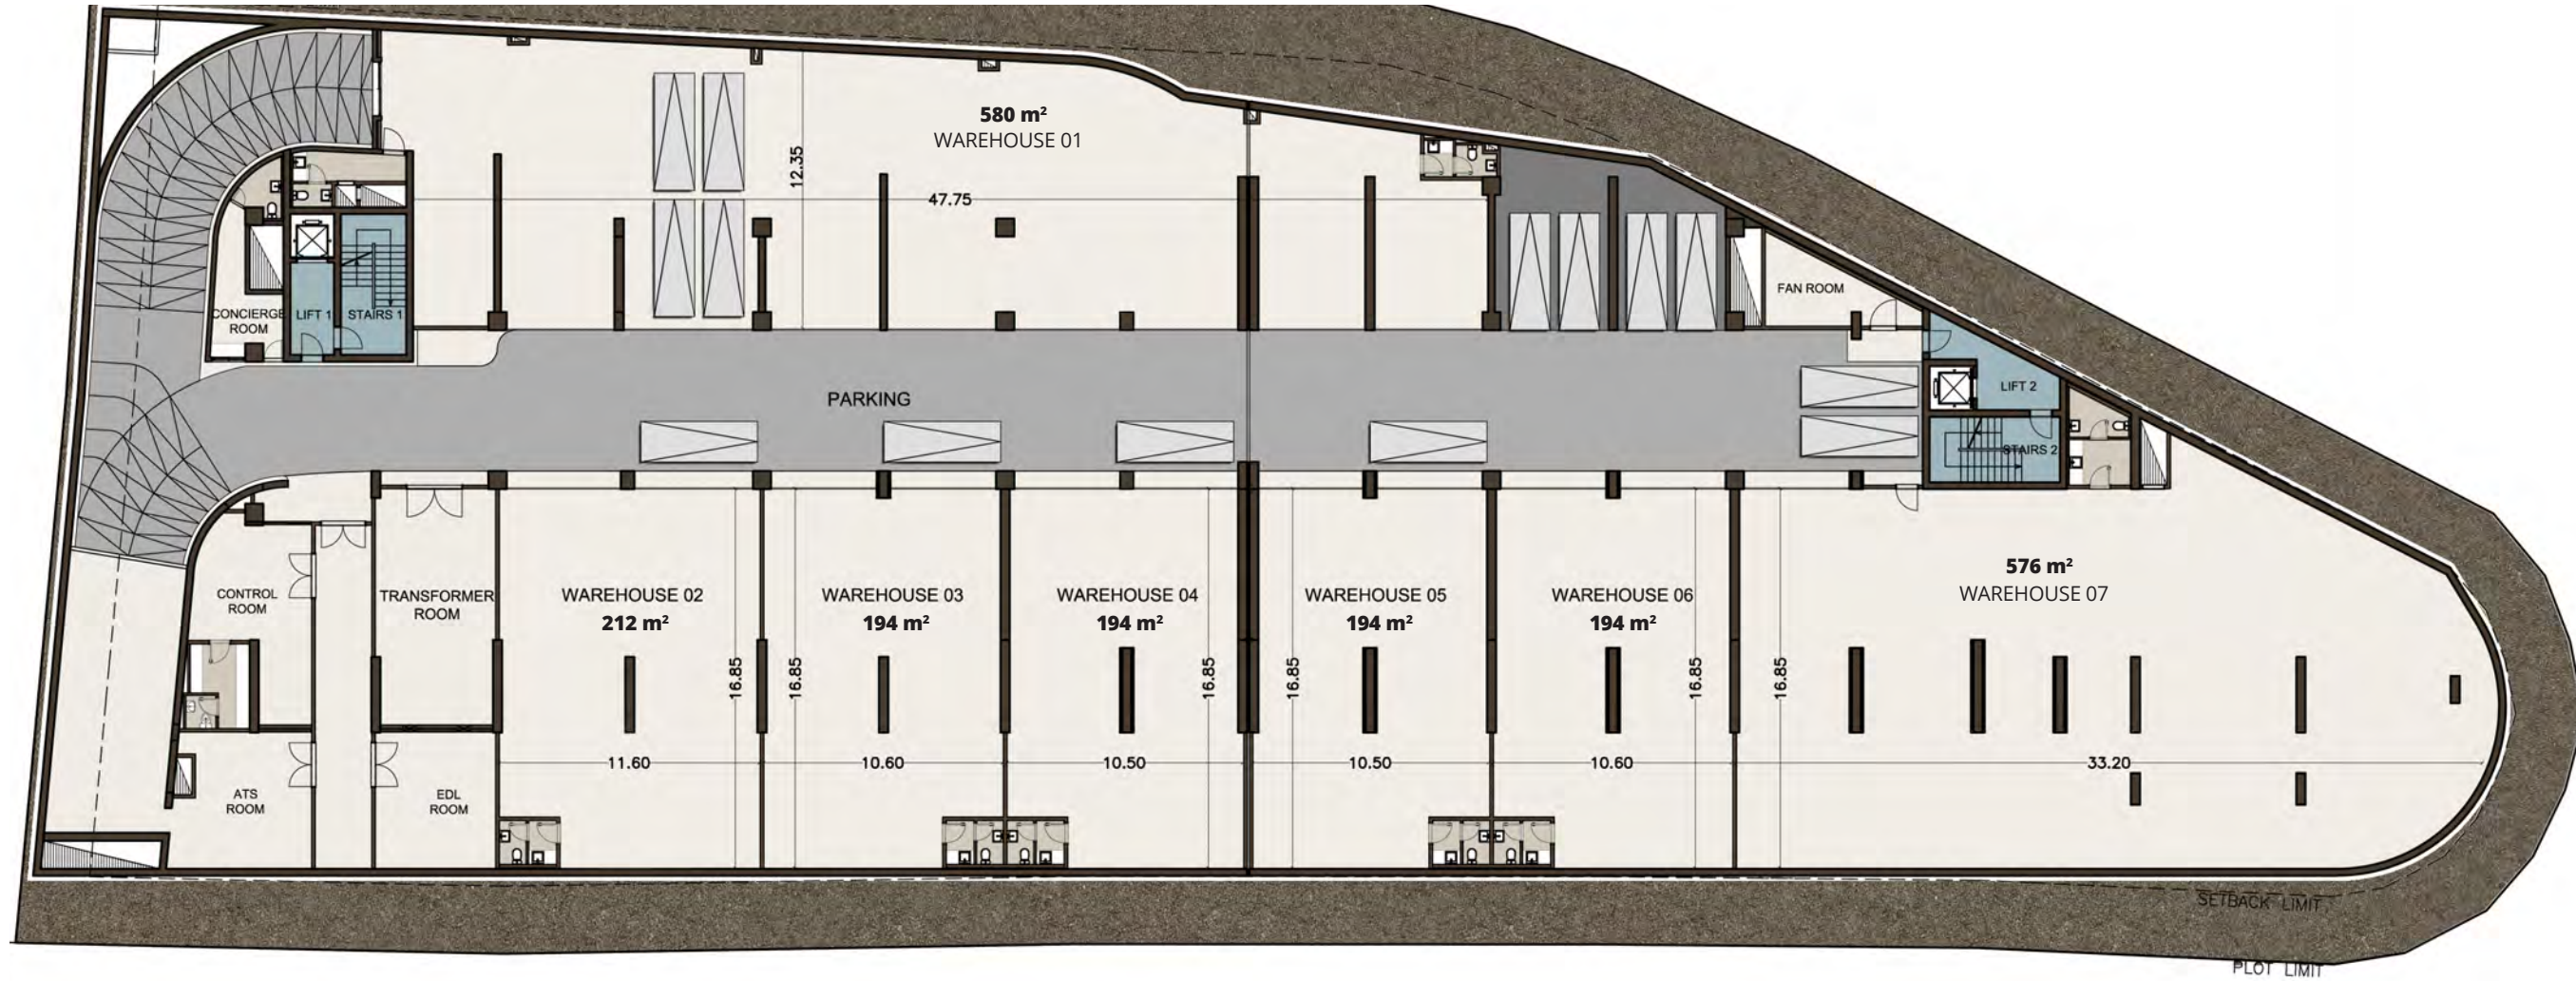 580 m²
WAREHOUSE 01
12.35
47.75
FAN ROOM
CONCIERGE
ROOM
LIFT 1
STAIRS 1
PARKING
LIFT 2
STAIRS 2
CONTROL
ROOM
TRANSFORMER
ROOM
WAREHOUSE 02
212 m²
WAREHOUSE 03
194 m²
WAREHOUSE 04
194 m²
WAREHOUSE 05
194 m²
WAREHOUSE 06
194 m²
576 m²
WAREHOUSE 07
16.85
16.85
16.85
16.85
16.85
16.85
11.60
10.60
10.50
10.50
10.60
33.20
ATS
ROOM
EDL
ROOM
SETBACK LIMIT
PLOT LIMIT